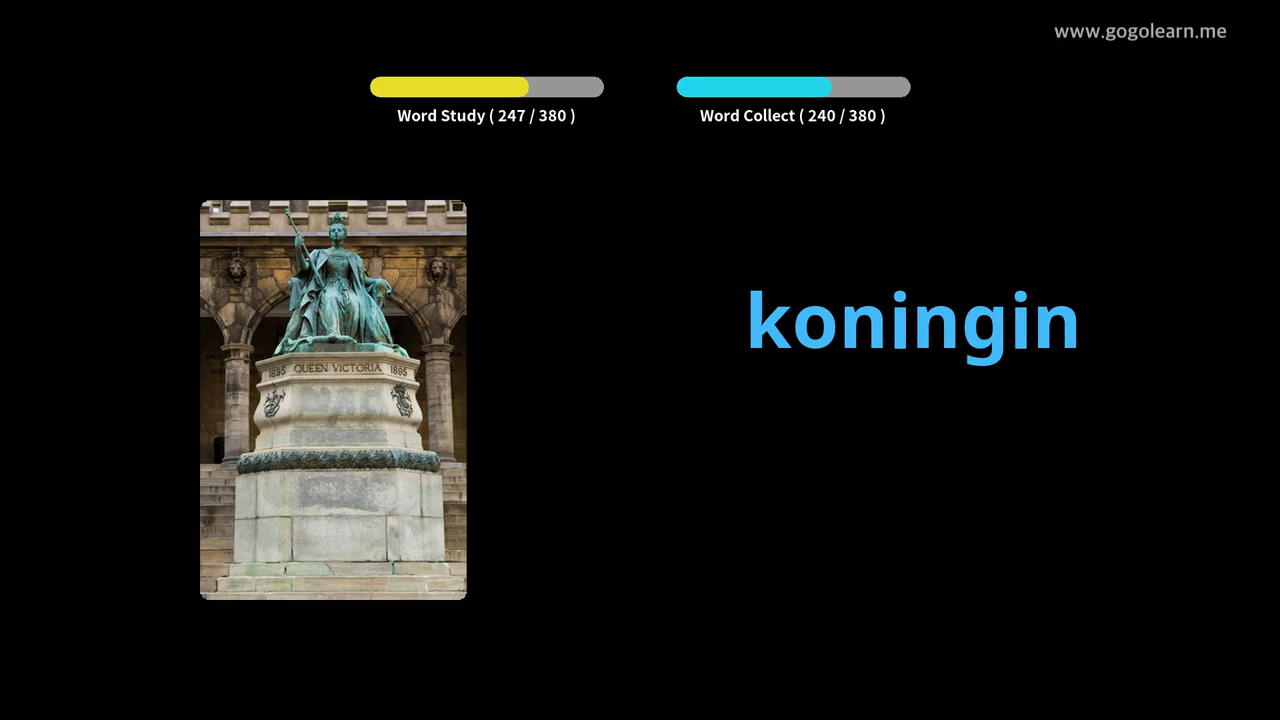 www.gogolearn.me
Word Study ( 247 / 380 )
Word Collect ( 240 / 380 )
1895 QUEEN VICTORIA 1895
koningin